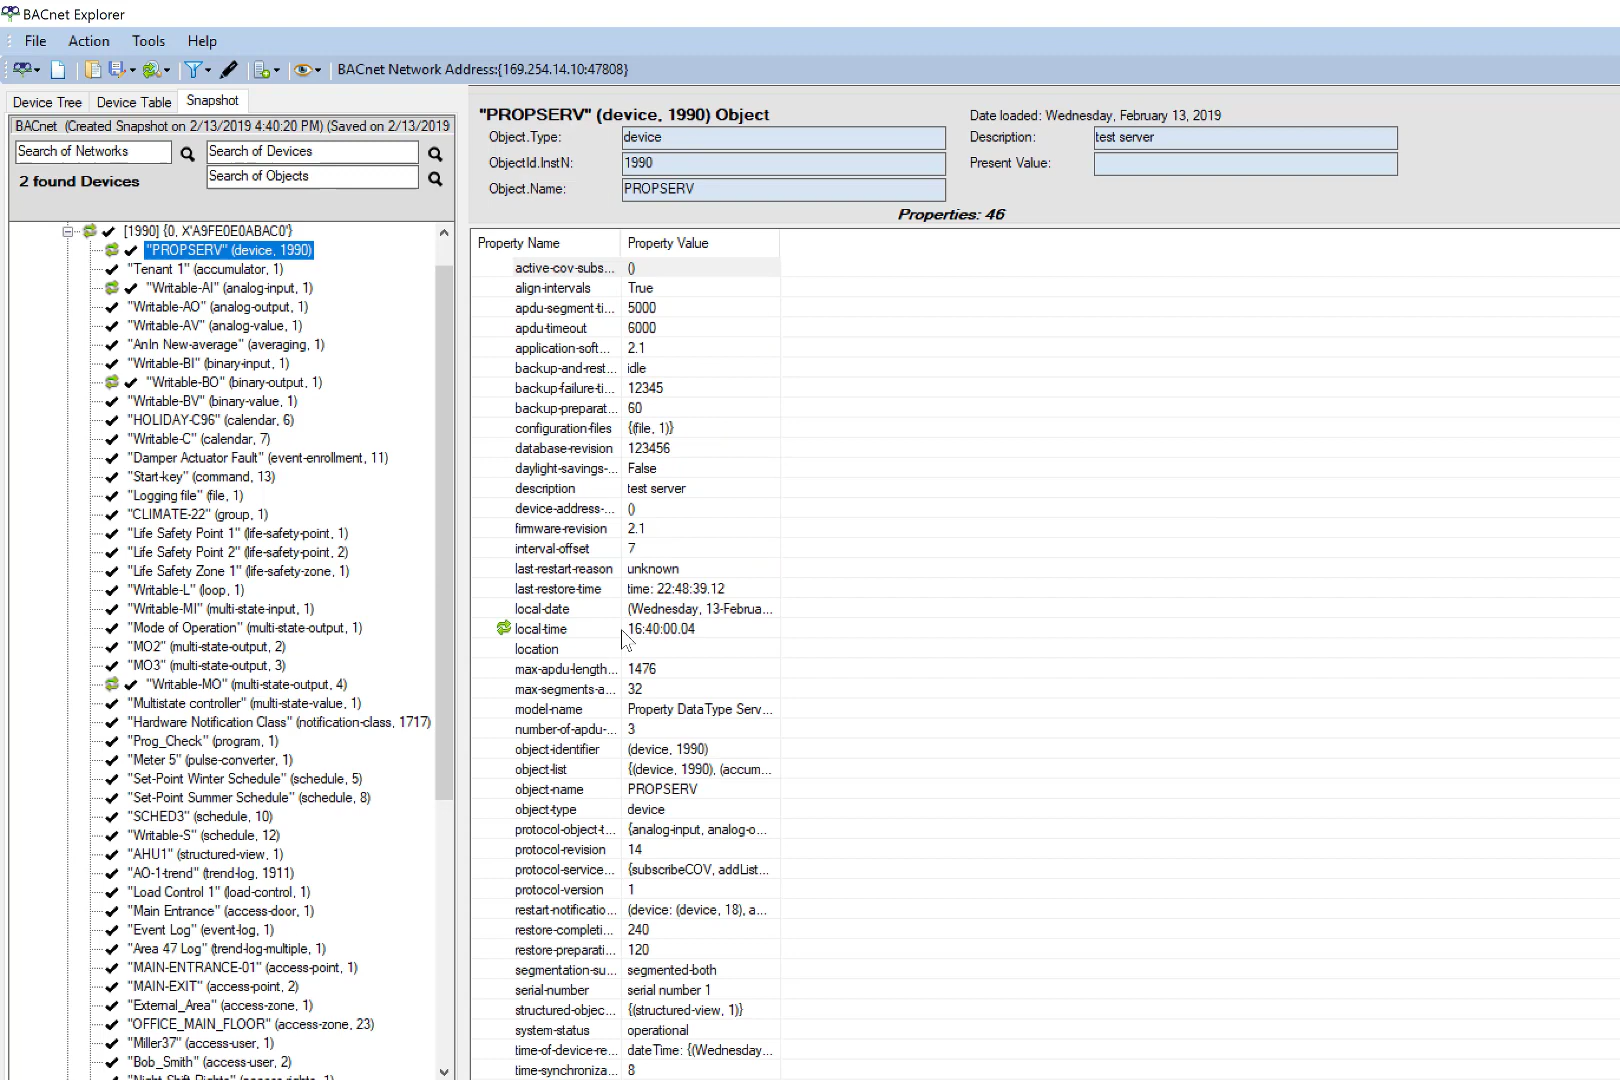 BACnet Explorer
File Action Tools Help
BACnet Network Address:{169.254.14.10:47808}
Device Tree Device Table Snapshot
BACnet (Created Snapshot on 2/13/2019 4:40:20 PM) (Saved on 2/13/2019
Search of Networks Search of Devices
2 found Devices Search of Objects
[1990] {0, X'A9FE0E0ABAC0'}
"PROPSERV" (device, 1990)
"Tenant 1" (accumulator, 1)
"Writable-AI" (analog-input, 1)
"Writable-AO" (analog-output, 1)
"Writable-AV" (analog-value, 1)
"AnIn New-average" (averaging, 1)
"Writable-BI" (binary-input, 1)
"Writable-BO" (binary-output, 1)
"Writable-BV" (binary-value, 1)
"HOLIDAY-C96" (calendar, 6)
"Writable-C" (calendar, 7)
"Damper Actuator Fault" (event-enrollment, 11)
"Start-key" (command, 13)
"Logging file" (file, 1)
"CLIMATE-22" (group, 1)
"Life Safety Point 1" (life-safety-point, 1)
"Life Safety Point 2" (life-safety-point, 2)
"Life Safety Zone 1" (life-safety-zone, 1)
"Writable-L" (loop, 1)
"Writable-MI" (multi-state-input, 1)
"Mode of Operation" (multi-state-output, 1)
"MO2" (multi-state-output, 2)
"MO3" (multi-state-output, 3)
"Writable-MO" (multi-state-output, 4)
"Multistate controller" (multi-state-value, 1)
"Hardware Notification Class" (notification-class, 1717)
"Prog_Check" (program, 1)
"Meter 5" (pulse-converter, 1)
"Set-Point Winter Schedule" (schedule, 5)
"Set-Point Summer Schedule" (schedule, 8)
"SCHED3" (schedule, 10)
"Writable-S" (schedule, 12)
"AHU1" (structured-view, 1)
"AO-1-trend" (trend-log, 1911)
"Load Control 1" (load-control, 1)
"Main Entrance" (access-door, 1)
"Event Log" (event-log, 1)
"Area 47 Log" (trend-log-multiple, 1)
"MAIN-ENTRANCE-01" (access-point, 1)
"MAIN-EXIT" (access-point, 2)
"External_Area" (access-zone, 1)
"OFFICE_MAIN_FLOOR" (access-zone, 23)
"Miller37" (access-user, 1)
"Bob_Smith" (access-user, 2)
"PROPSERV" (device, 1990) Object Date loaded: Wednesday, February 13, 2019
Object.Type: device Description: test server
ObjectId.InstN: 1990 Present Value:
Object.Name: PROPSERV
Properties: 46
Property Name Property Value
active-cov-subs... ()
align-intervals True
apdu-segment-ti... 5000
apdu-timeout 6000
application-soft... 2.1
backup-and-rest... idle
backup-failure-ti... 12345
backup-preparat... 60
configuration-files {(file, 1)}
database-revision 123456
daylight-savings-... False
description test server
device-address-... ()
firmware-revision 2.1
interval-offset 7
last-restart-reason unknown
last-restore-time time: 22:48:39.12
local-date (Wednesday, 13-Februa...
local-time 16:40:00.04
location
max-apdu-length... 1476
max-segments-a... 32
model-name Property DataType Serv...
number-of-apdu-... 3
object-identifier (device, 1990)
object-list {(device, 1990), (accum...
object-name PROPSERV
object-type device
protocol-object-t... {analog-input, analog-o...
protocol-revision 14
protocol-service... {subscribeCOV, addList...
protocol-version 1
restart-notificatio... (device: (device, 18), a...
restore-completi... 240
restore-preparati... 120
segmentation-su... segmented-both
serial-number serial number 1
structured-objec... {(structured-view, 1)}
system-status operational
time-of-device-re... dateTime: {(Wednesday...
time-synchroniza... 8